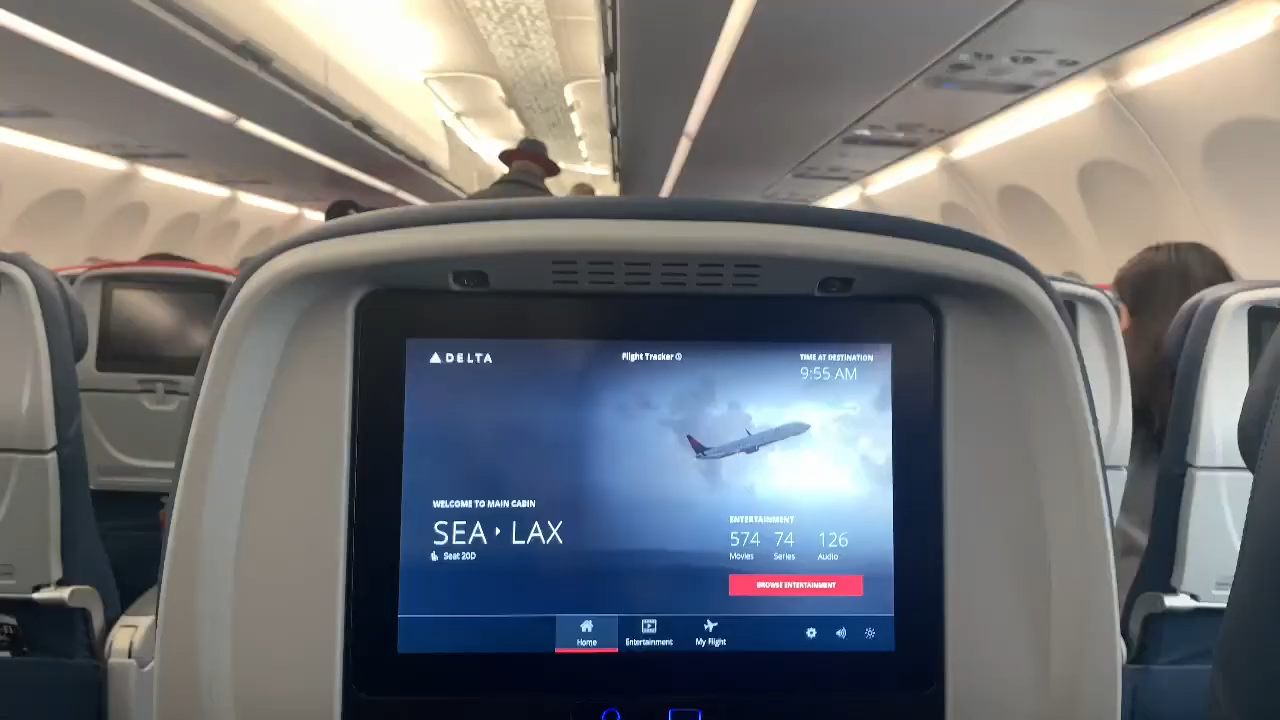 DELTA
Flight Tracker
TIME AT DESTINATION
9:55 AM
WELCOME TO MAIN CABIN
SEA LAX
Seat 20D
ENTERTAINMENT
574 74 126
Movies Series Audio
BROWSE ENTERTAINMENT
Home Entertainment My Flight